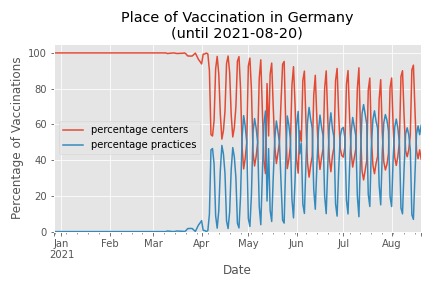 Place of Vaccination in Germany
(until 2021-08-20)
Percentage of Vaccinations
100
80
60
40
20
0
percentage centers
percentage practices
Jan Feb Mar Apr May Jun Jul Aug
2021
Date